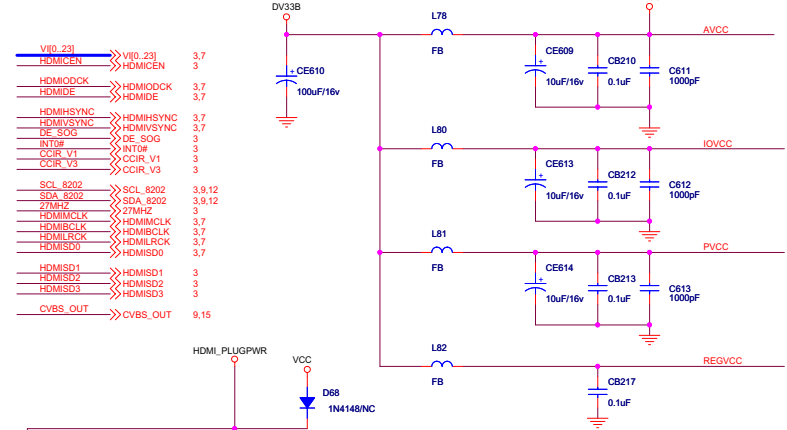 DV33B
CE610
100uF/16v
VI[0..23] VI[0..23] 3,7
HDMICEN HDMICEN 3
HDMIODCK HDMIODCK 3,7
HDMIDE HDMIDE 3,7
HDMIHSYNC HDMIHSYNC 3,7
HDMIVSYNC HDMIVSYNC 3,7
DE_SOG DE_SOG 3
INT0# INT0# 3
CCIR_V1 CCIR_V1 3
CCIR_V3 CCIR_V3 3
SCL_8202 SCL_8202 3,9,12
SDA_8202 SDA_8202 3,9,12
27MHZ 27MHZ 3
HDMIMCLK HDMIMCLK 3,7
HDMIBCLK HDMIBCLK 3,7
HDMILRCK HDMILRCK 3,7
HDMISD0 HDMISD0 3,7
HDMISD1 HDMISD1 3
HDMISD2 HDMISD2 3
HDMISD3 HDMISD3 3
CVBS_OUT CVBS_OUT 9,15
HDMI_PLUGPWR
VCC
D68
1N4148/NC
L78
FB
AVCC
CE609
10uF/16v
CB210
0.1uF
C611
1000pF
L80
FB
IOVCC
CE613
10uF/16v
CB212
0.1uF
C612
1000pF
L81
FB
PVCC
CE614
10uF/16v
CB213
0.1uF
C613
1000pF
L82
FB
REGVCC
CB217
0.1uF